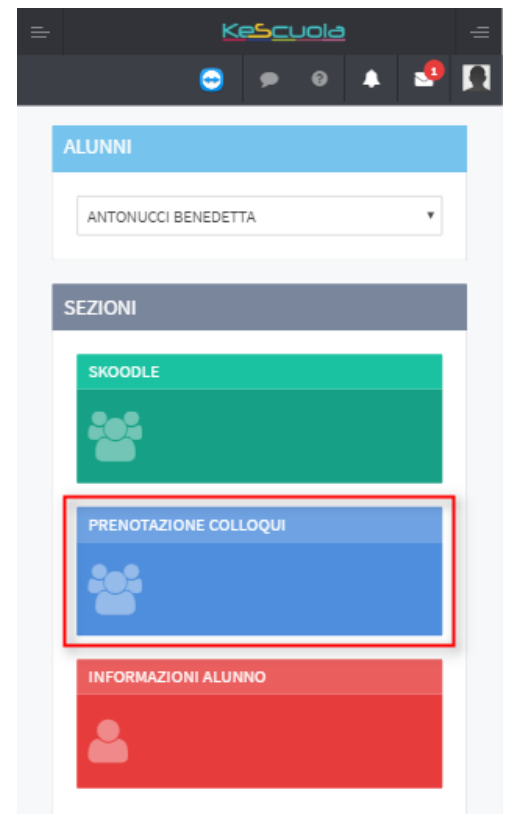 KeScuola
1
ALUNNI
ANTONUCCI BENEDETTA
SEZIONI
SKOODLE
PRENOTAZIONE COLLOQUI
INFORMAZIONI ALUNNO